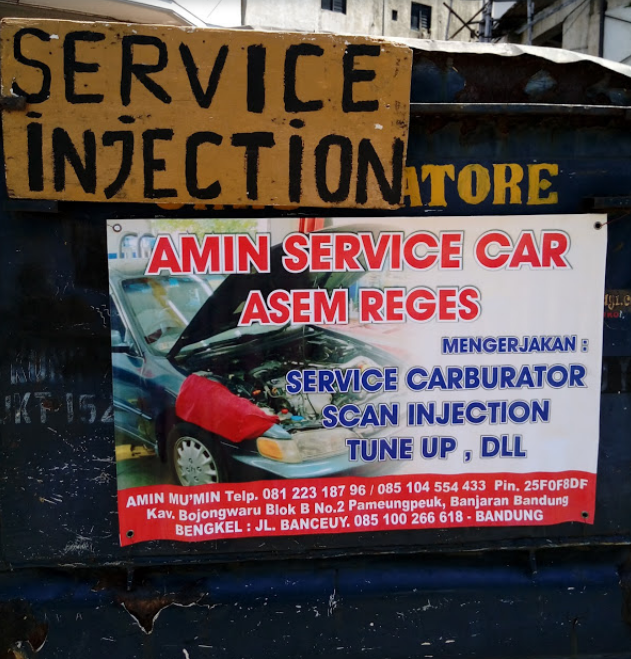 SERVICE
iNJECTiON
ATORE
AMIN SERVICE CAR
ASEM REGES
MENGERJAKAN :
SERVICE CARBURATOR
SCAN INJECTION
TUNE UP , DLL
AMIN MU'MIN Telp. 081 223 187 96 / 085 104 554 433 Pin. 25F0F8DF
Kav. Bojongwaru Blok B No.2 Pameungpeuk, Banjaran Bandung
BENGKEL : JL. BANCEUY. 085 100 266 618 - BANDUNG